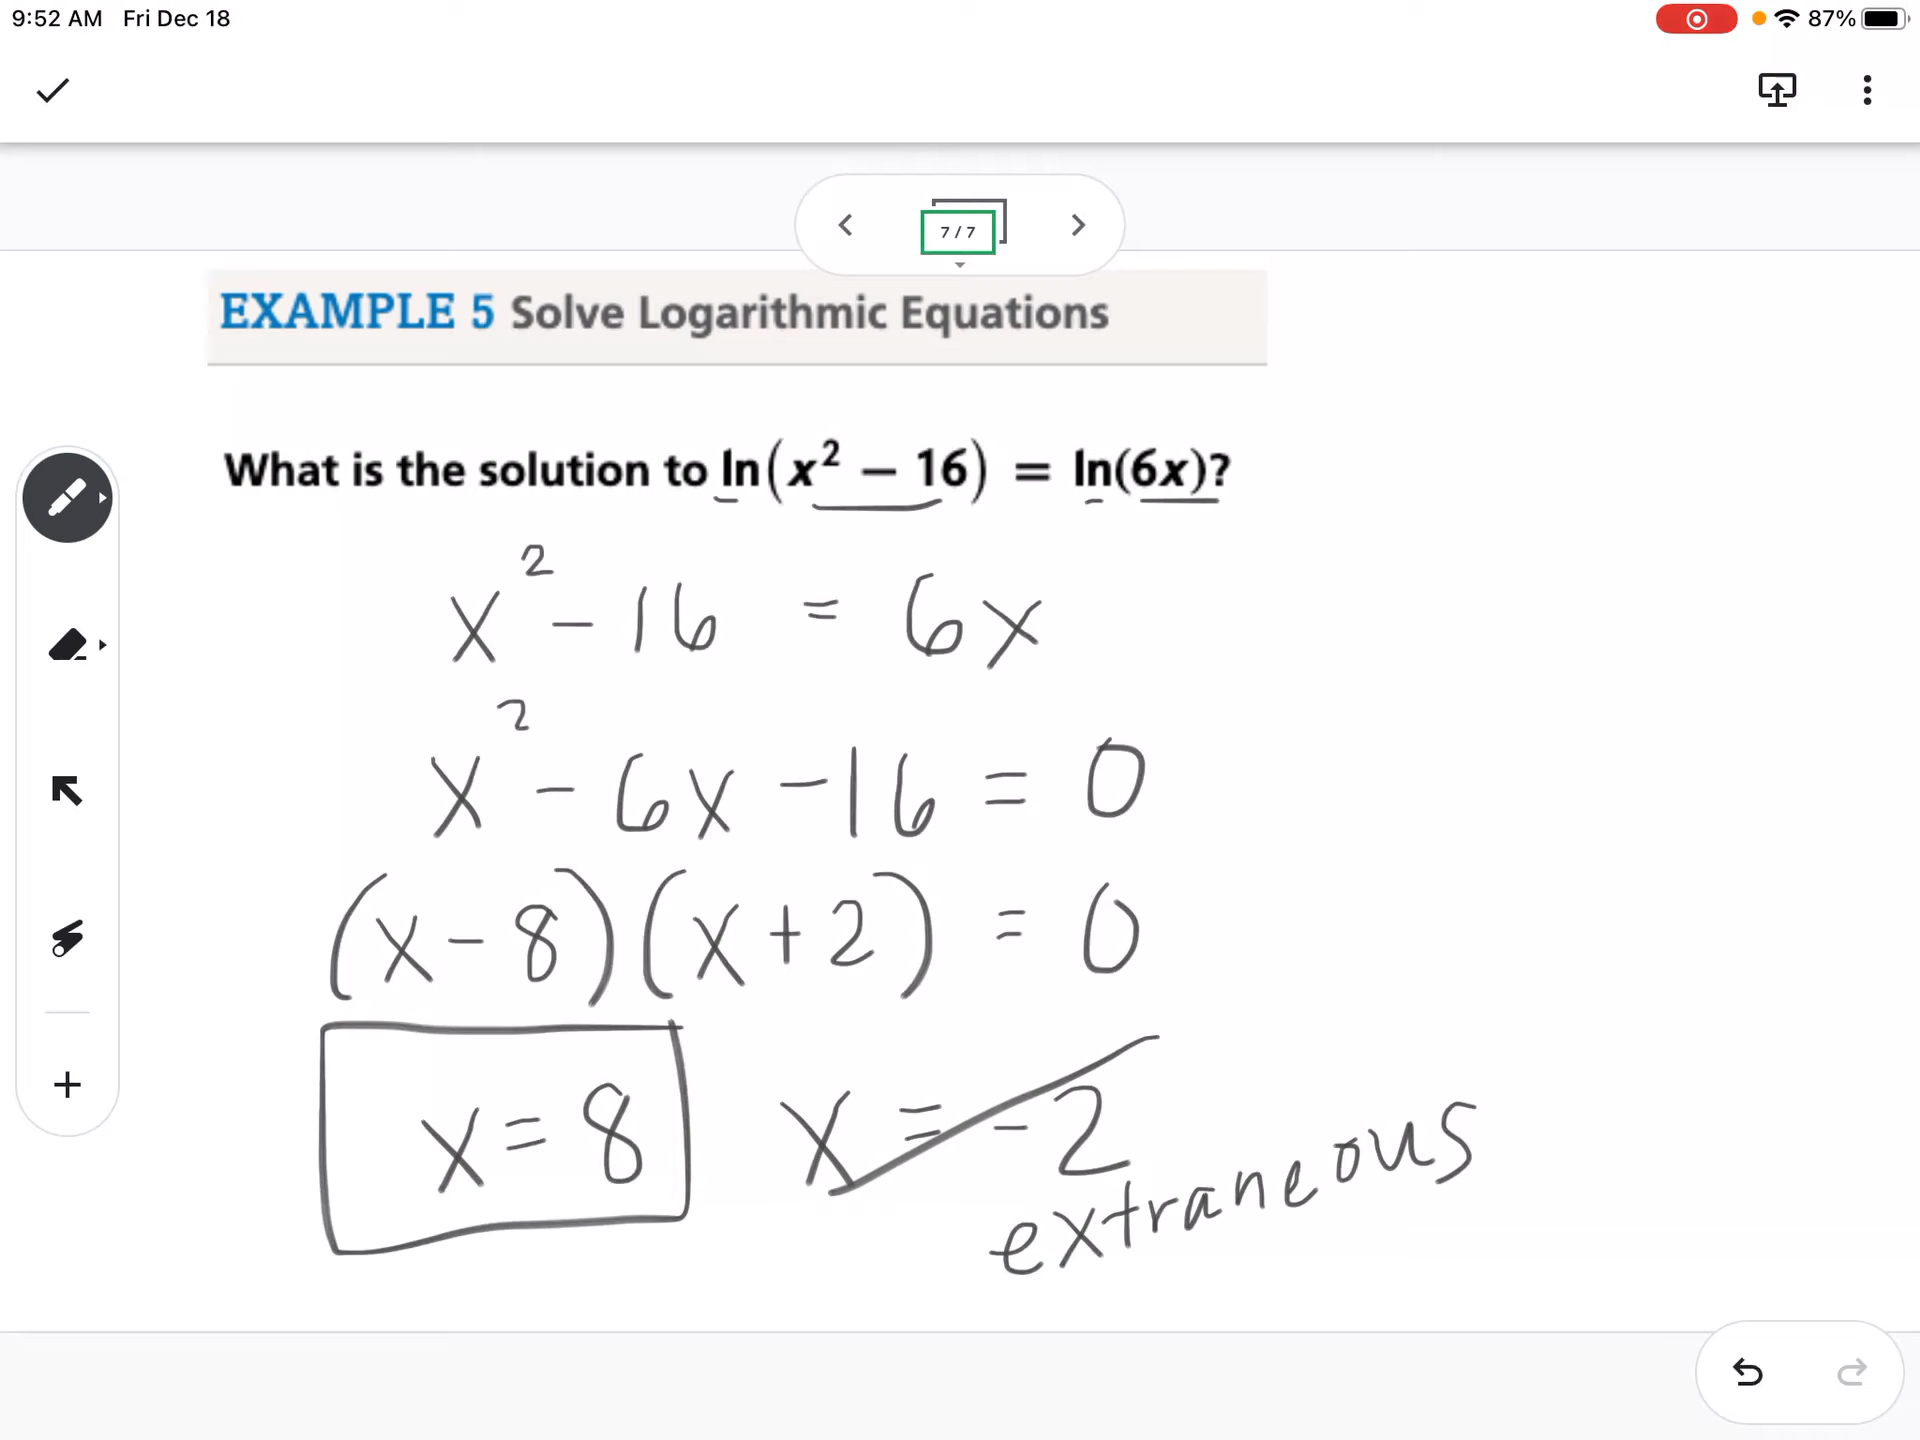 9:52 AM Fri Dec 18
87%
7 / 7
EXAMPLE 5 Solve Logarithmic Equations
What is the solution to ln(x² − 16) = ln(6x)?
x² - 16 = 6x
x² - 6x - 16 = 0
(x - 8)(x + 2) = 0
x = 8 x = -2
extraneous